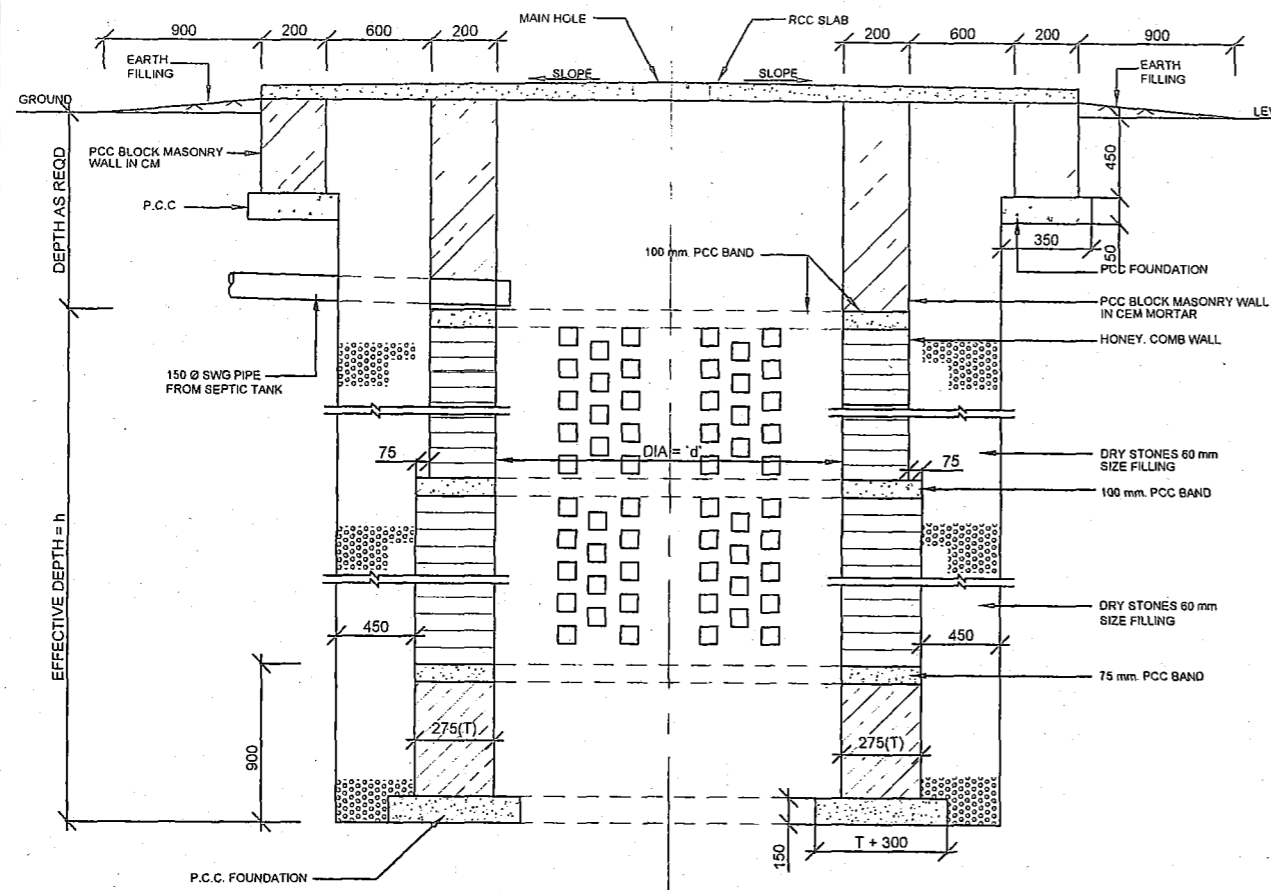 900
200
600
200
MAIN HOLE
RCC SLAB
200
600
200
900
EARTH
FILLING
SLOPE
SLOPE
EARTH
FILLING
GROUND
LEV
PCC BLOCK MASONRY
WALL IN CM
450
DEPTH AS REQD
P.C.C
350
50
100 mm. PCC BAND
PCC FOUNDATION
PCC BLOCK MASONRY WALL
IN CEM MORTAR
HONEY. COMB WALL
150 Ø SWG PIPE
FROM SEPTIC TANK
75
DIA = 'd'
75
DRY STONES 60 mm
SIZE FILLING
100 mm. PCC BAND
EFFECTIVE DEPTH = h
DRY STONES 60 mm
SIZE FILLING
450
450
75 mm. PCC BAND
275(T)
275(T)
900
150
T + 300
P.C.C. FOUNDATION